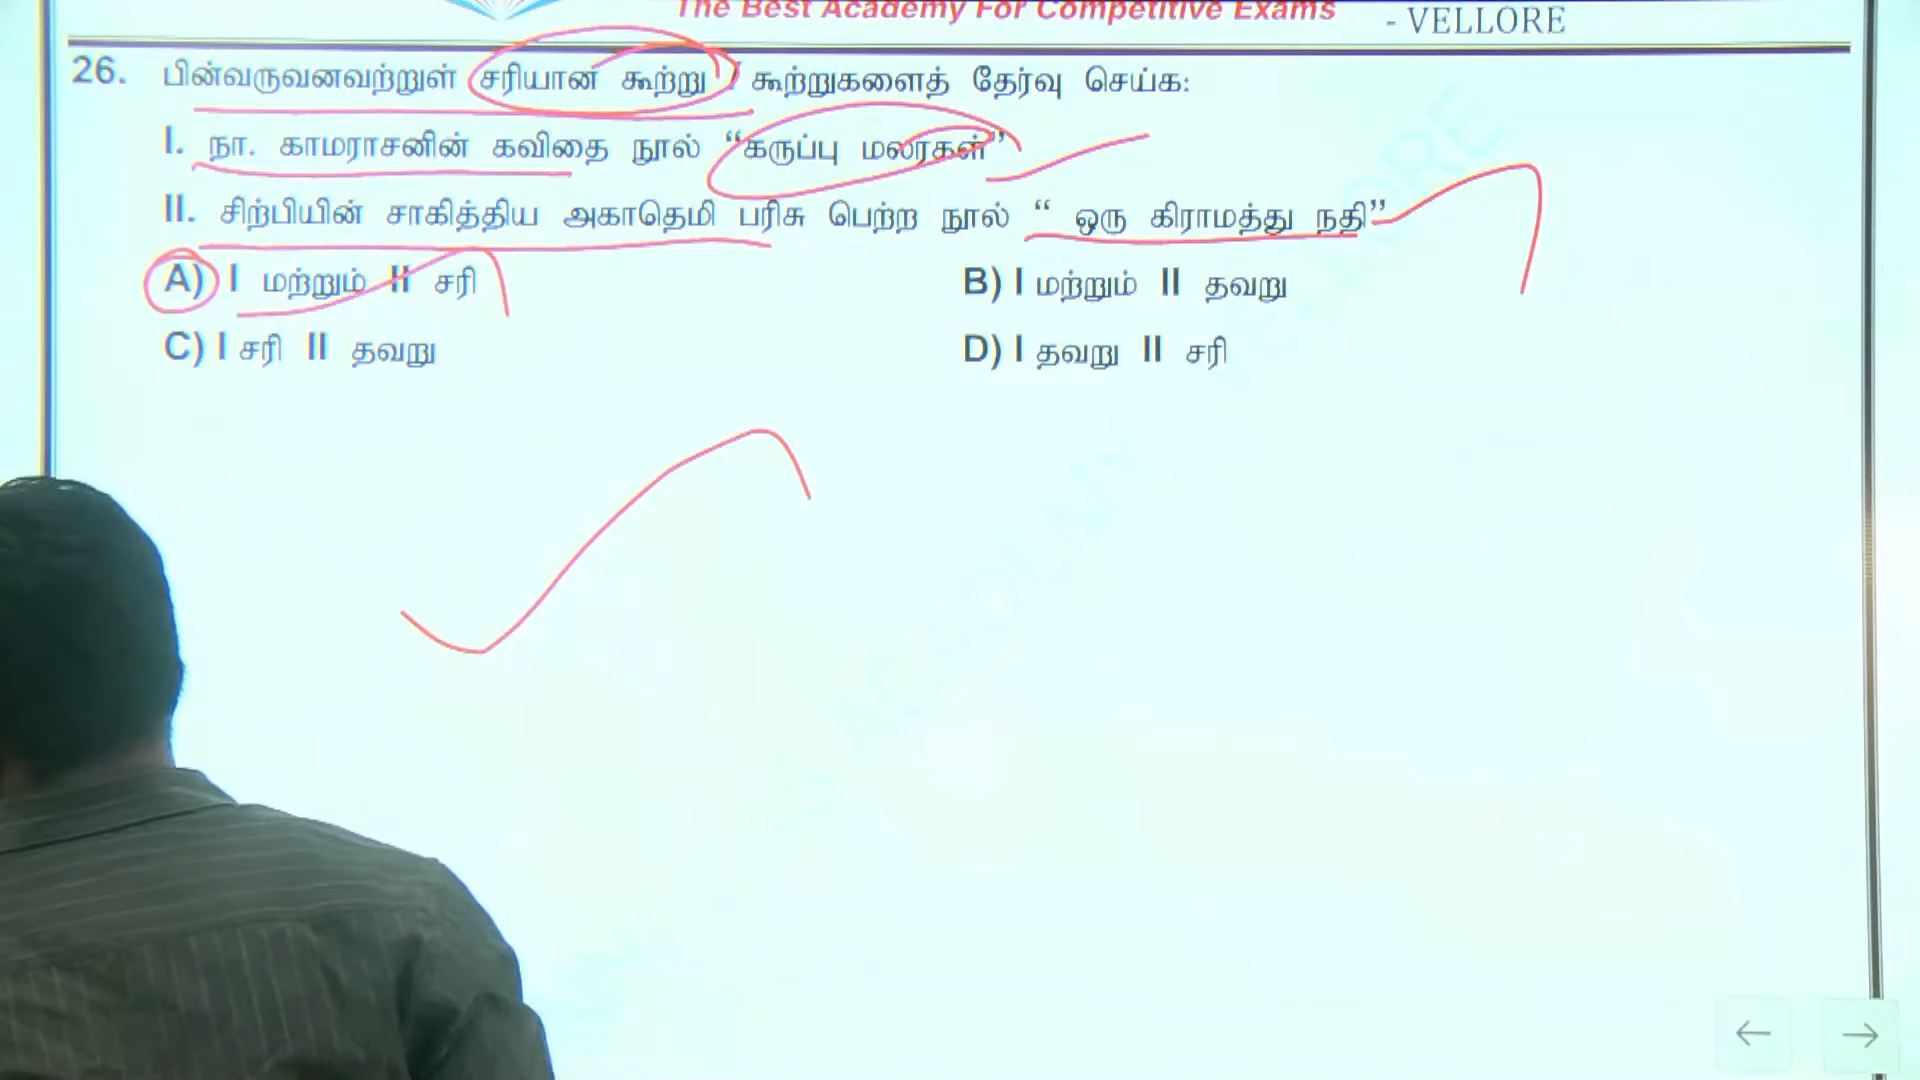 The Best Academy For Competitive Exams
- VELLORE
26. பின்வருவனவற்றுள் சரியான கூற்று / கூற்றுகளைத் தேர்வு செய்க:
I. நா. காமராசனின் கவிதை நூல் “கருப்பு மலர்கள்”
II. சிற்பியின் சாகித்திய அகாதெமி பரிசு பெற்ற நூல் “ ஒரு கிராமத்து நதி”
A) I மற்றும் II சரி
B) I மற்றும் II தவறு
C) I சரி II தவறு
D) I தவறு II சரி